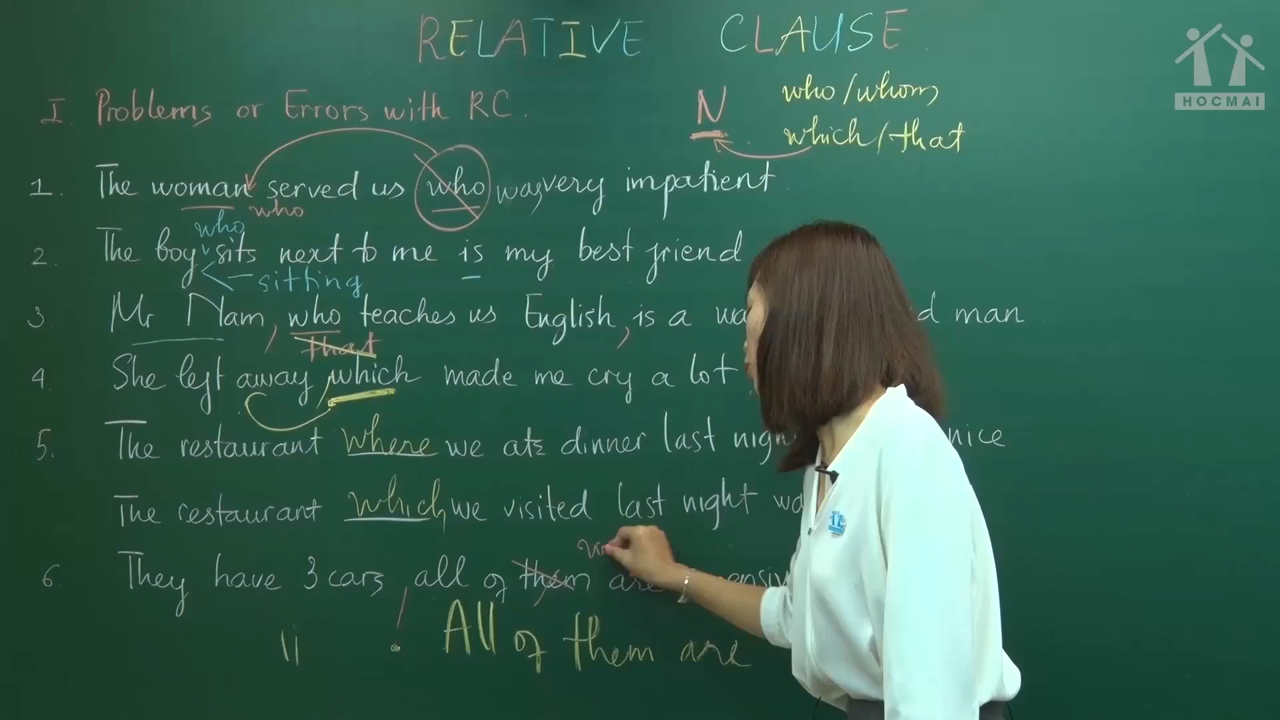 RELATIVE CLAUSE
HOCMAI
I. Problems or Errors with RC.
N
who/whom,
which/that
1. The woman served us who was very impatient.
who
who
2. The boy sits next to me is my best friend
sitting
3 Mr Nam, who teaches us English, is a man
that
4. She left away, which made me cry a lot
5. The restaurant where we ate dinner last nice
The restaurant which we visited last night
6 They have 3 cars, all of them are
" . All of them are